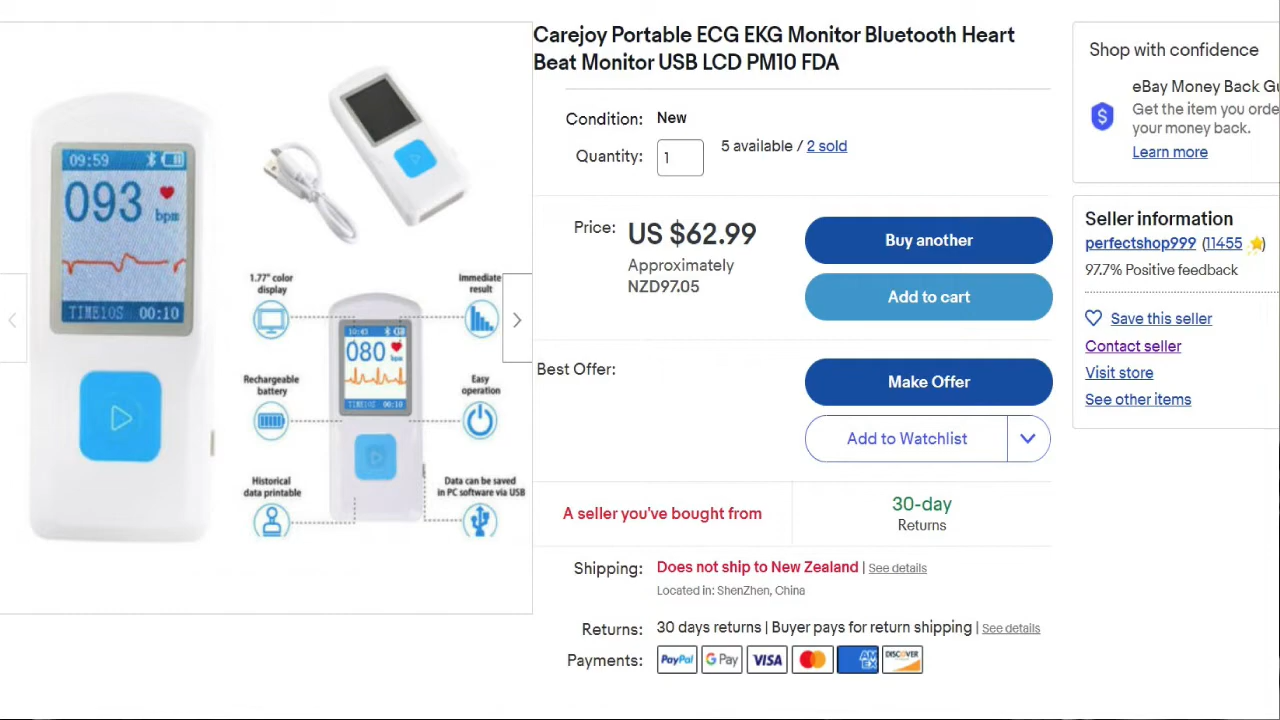 Carejoy Portable ECG EKG Monitor Bluetooth Heart
Beat Monitor USB LCD PM10 FDA
Condition: New
Quantity: 1 5 available / 2 sold
Price: US $62.99
Approximately
NZD97.05
Buy another
Add to cart
Best Offer:
Make Offer
Add to Watchlist
A seller you've bought from
30-day
Returns
Shipping: Does not ship to New Zealand | See details
Located in: ShenZhen, China
Returns: 30 days returns | Buyer pays for return shipping | See details
Payments: PayPal G Pay VISA AMEX DISCOVER
Shop with confidence
eBay Money Back Gu
Get the item you orde
your money back.
Learn more
Seller information
perfectshop999 (11455)
97.7% Positive feedback
Save this seller
Contact seller
Visit store
See other items
09:59
093
bpm
TIME10S 00:10
1.77" color
display
Immediate
result
Rechargeable
battery
Easy
operation
Historical
data printable
Data can be saved
in PC software via USB
10:43
080 bpm
TIME10S 00:10